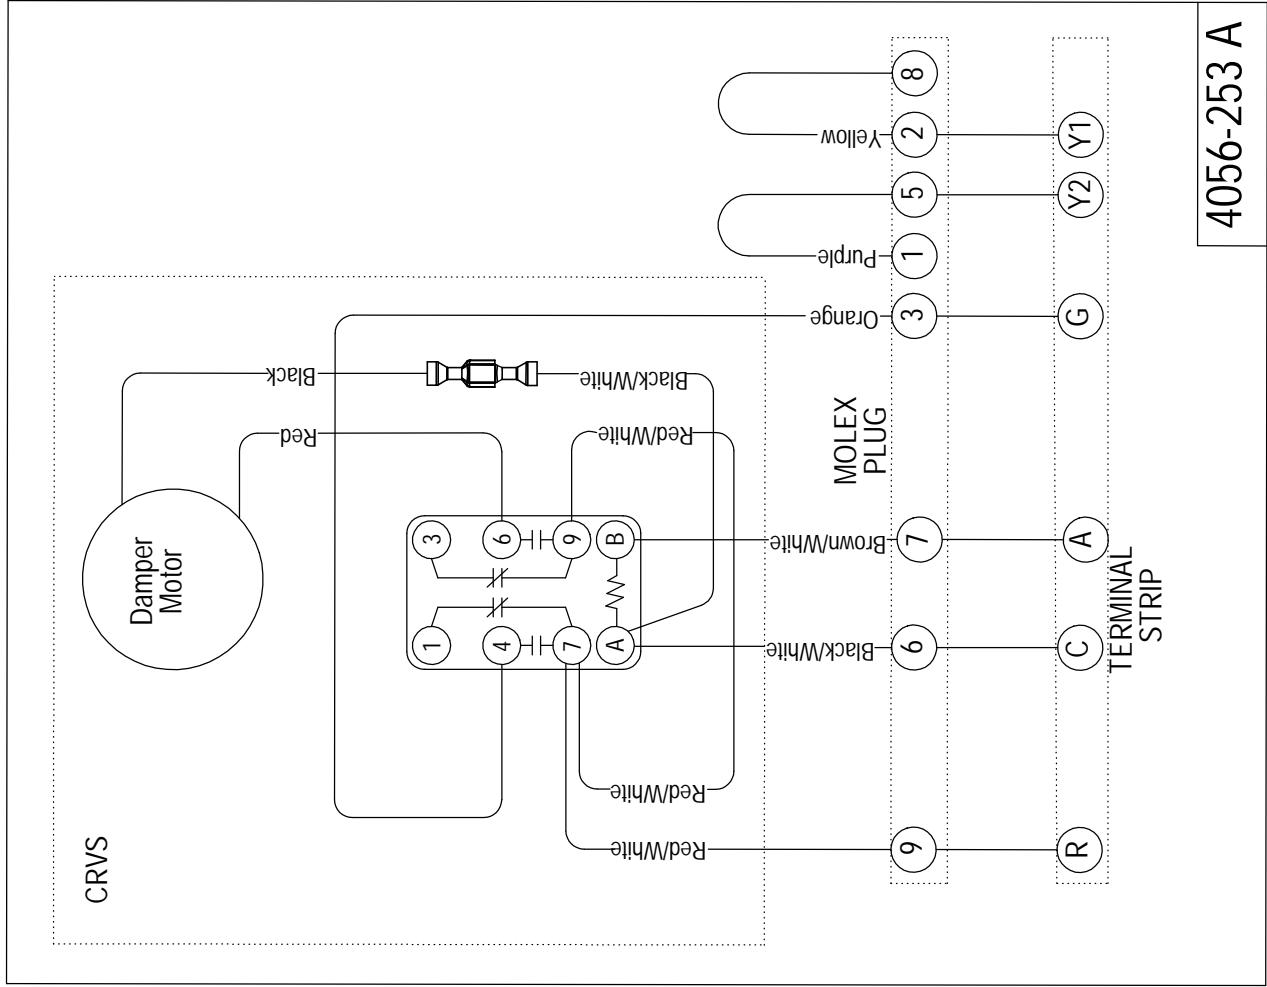 4056-253 A
CRVS
Damper
Motor
Black
Red
Black/White
Red/White
Orange
Purple
Yellow
8
2
5
1
3
Y1
Y2
G
MOLEX
PLUG
3
6
9
B
1
4
7
A
Brown/White
7
A
Black/White
6
C
TERMINAL
STRIP
Red/White
Red/White
9
R